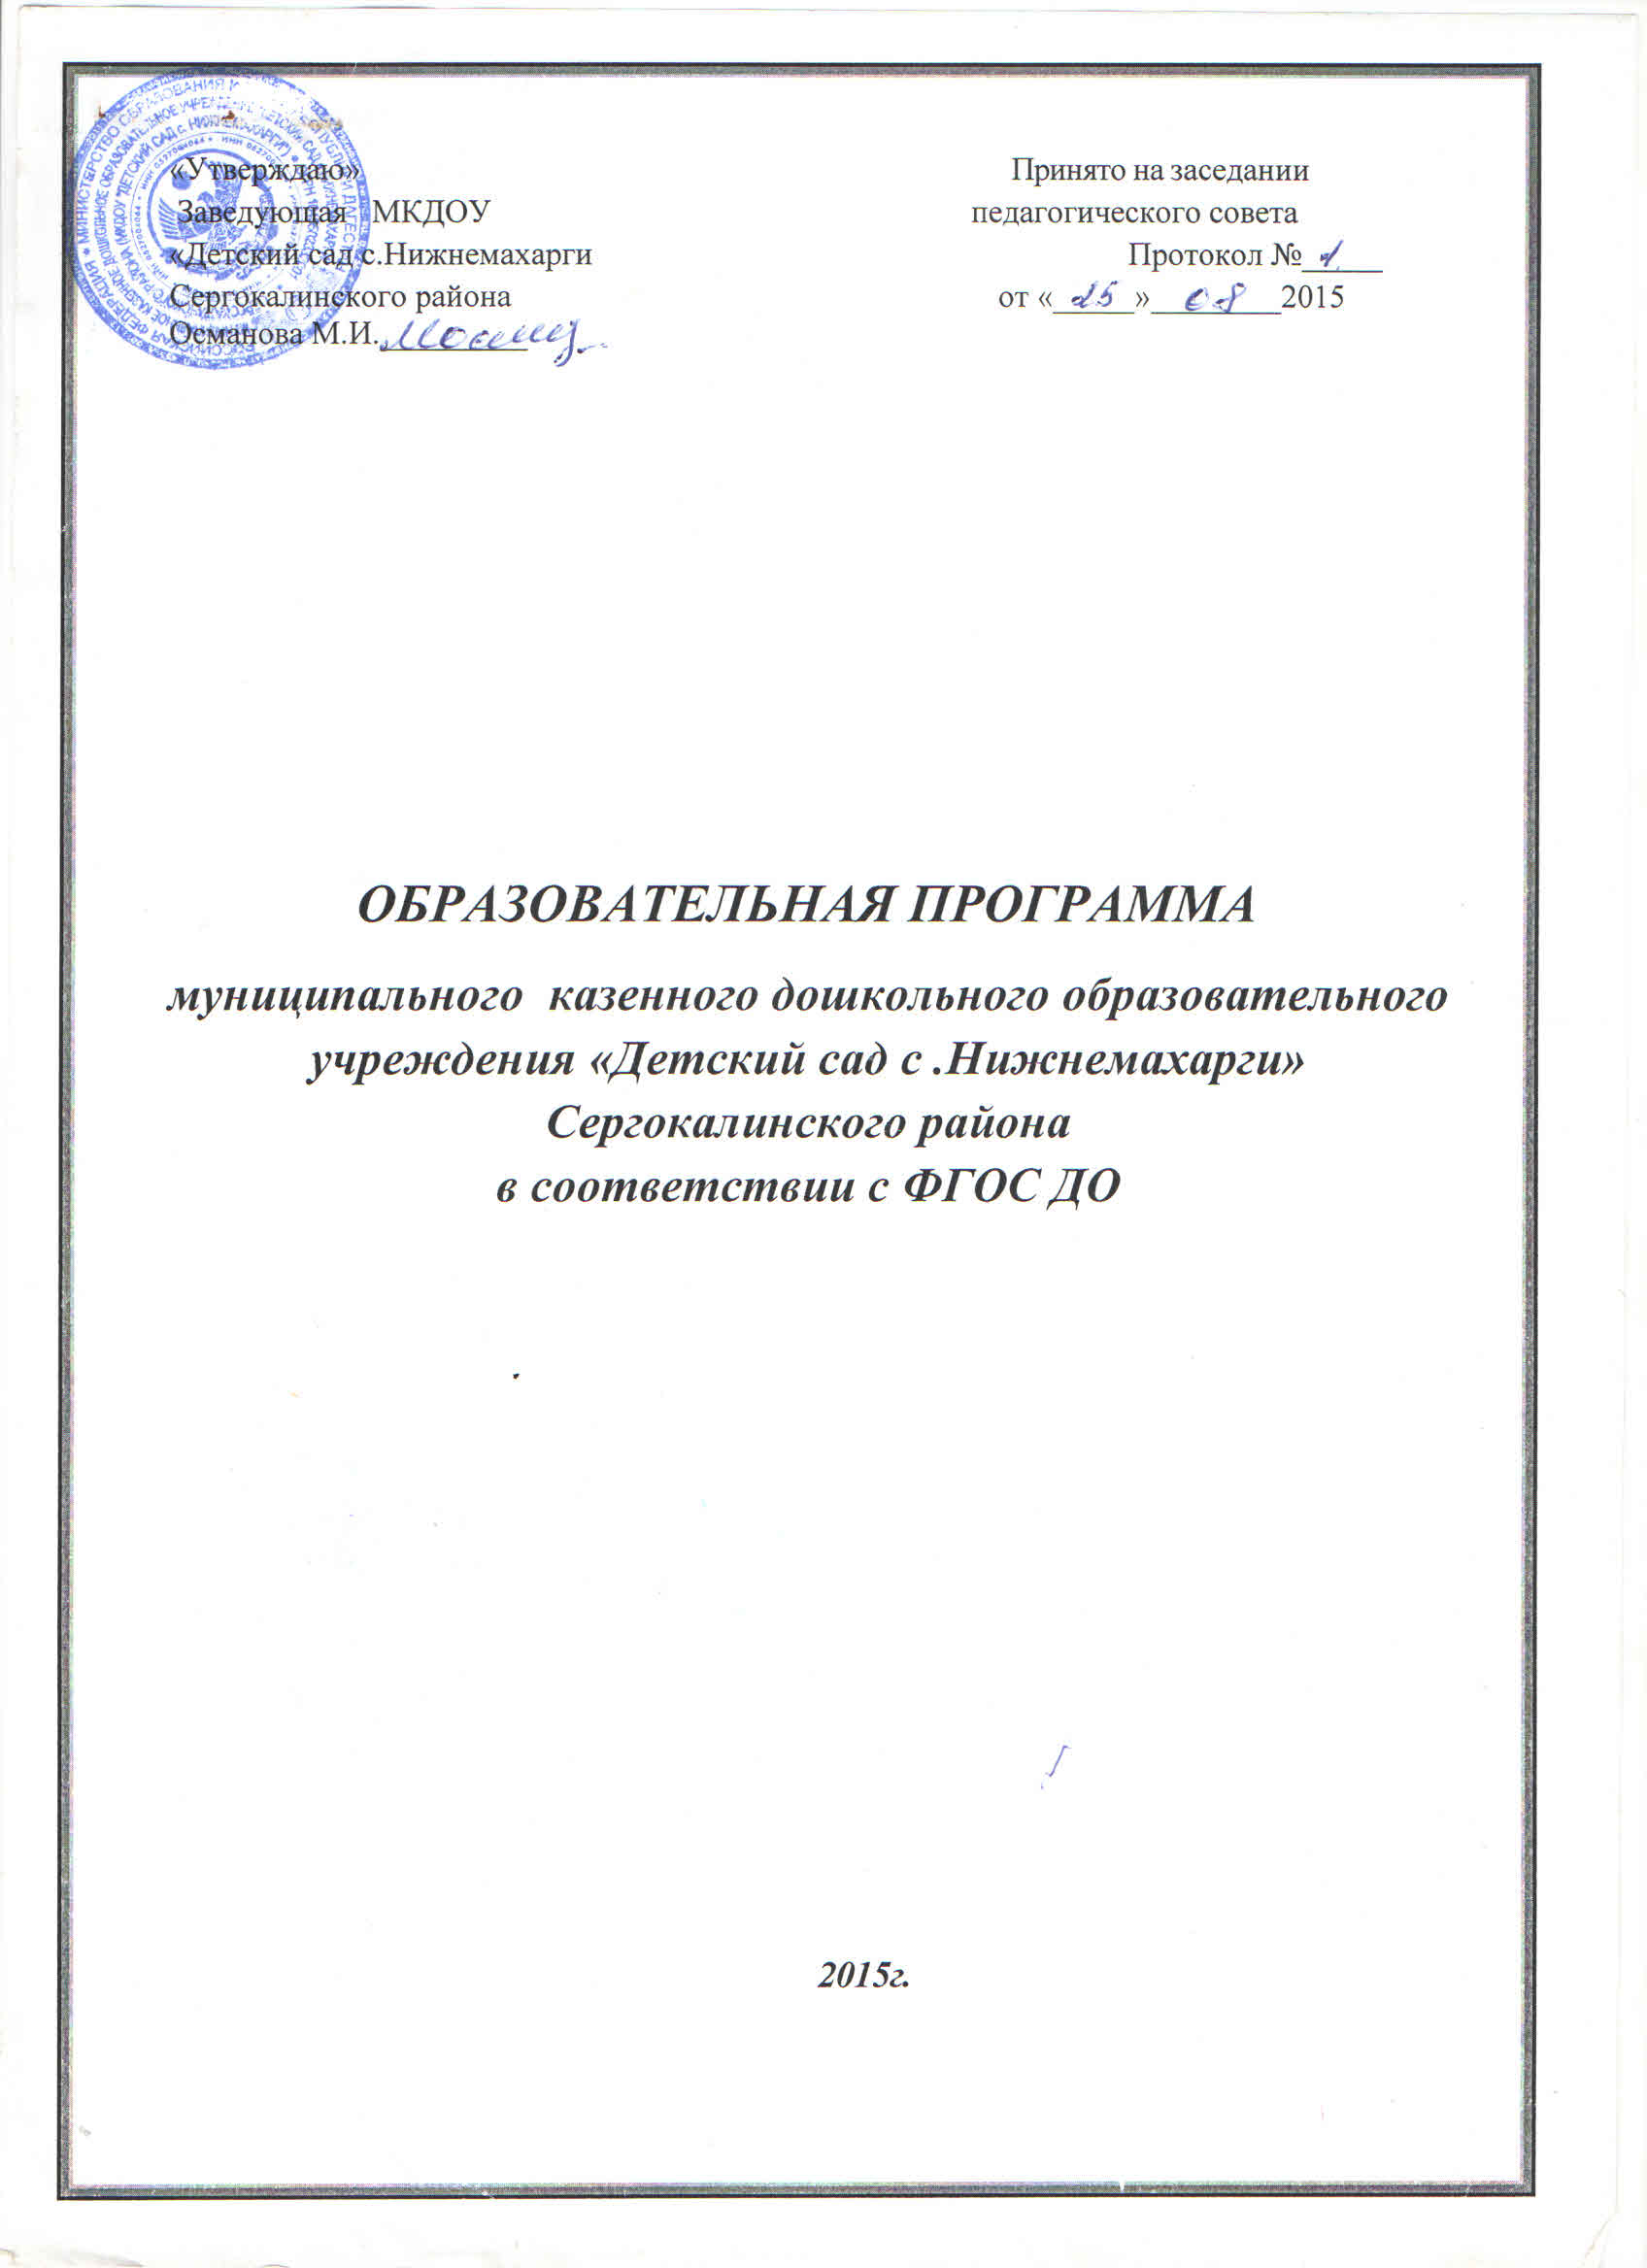 «Утверждаю»
Заведующая МКДОУ
«Детский сад с.Нижнемахарги
Сергокалинского района
Османова М.И.
Принято на заседании
педагогического совета
Протокол № 1
от « 25 » 08 2015
ОБРАЗОВАТЕЛЬНАЯ ПРОГРАММА
муниципального казенного дошкольного образовательного
учреждения «Детский сад с .Нижнемахарги»
Сергокалинского района
в соответствии с ФГОС ДО
2015г.